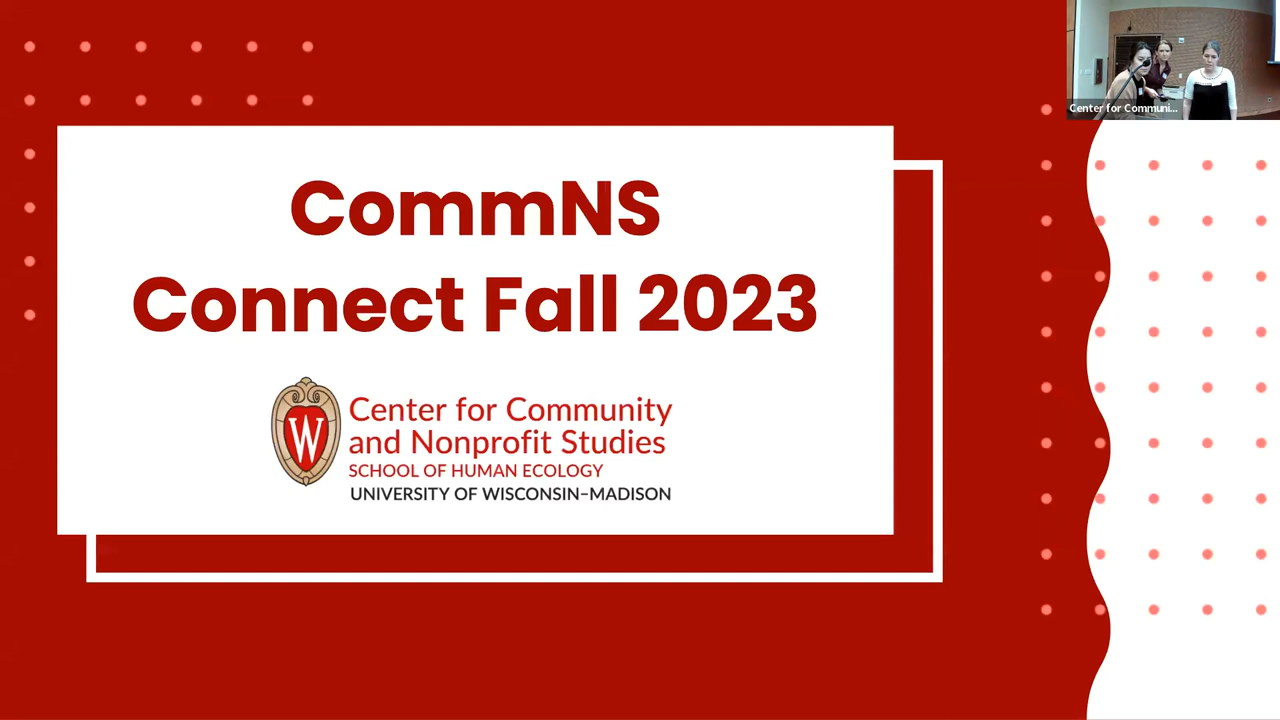 CommNS
Connect Fall 2023
W
Center for Community
and Nonprofit Studies
SCHOOL OF HUMAN ECOLOGY
UNIVERSITY OF WISCONSIN–MADISON
Center for Communi...